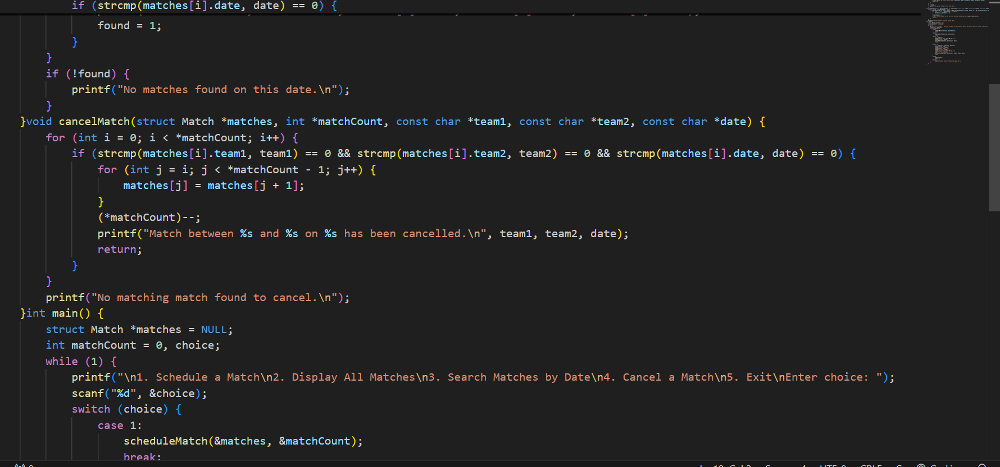 if (strcmp(matches[i].date, date) == 0) {
found = 1;
}
}
if (!found) {
printf("No matches found on this date.\n");
}
}void cancelMatch(struct Match *matches, int *matchCount, const char *team1, const char *team2, const char *date) {
for (int i = 0; i < *matchCount; i++) {
if (strcmp(matches[i].team1, team1) == 0 && strcmp(matches[i].team2, team2) == 0 && strcmp(matches[i].date, date) == 0) {
for (int j = i; j < *matchCount - 1; j++) {
matches[j] = matches[j + 1];
}
(*matchCount)--;
printf("Match between %s and %s on %s has been cancelled.\n", team1, team2, date);
return;
}
}
printf("No matching match found to cancel.\n");
}int main() {
struct Match *matches = NULL;
int matchCount = 0, choice;
while (1) {
printf("\n1. Schedule a Match\n2. Display All Matches\n3. Search Matches by Date\n4. Cancel a Match\n5. Exit\nEnter choice: ");
scanf("%d", &choice);
switch (choice) {
case 1:
scheduleMatch(&matches, &matchCount);
break;